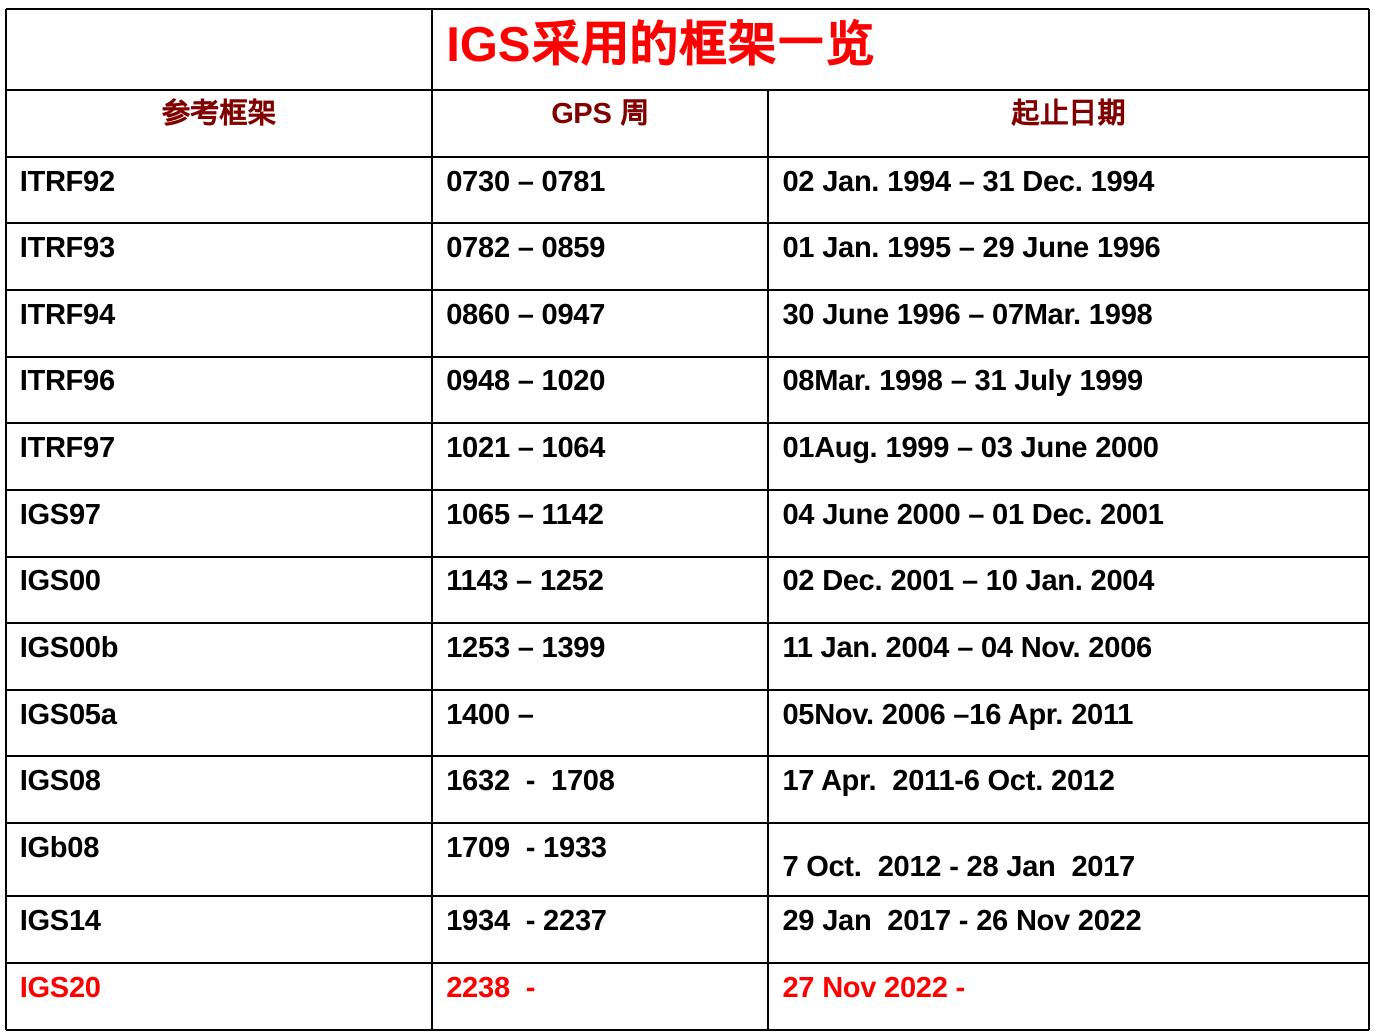 IGS采用的框架一览
参考框架 GPS 周 起止日期
ITRF92 0730 – 0781 02 Jan. 1994 – 31 Dec. 1994
ITRF93 0782 – 0859 01 Jan. 1995 – 29 June 1996
ITRF94 0860 – 0947 30 June 1996 – 07Mar. 1998
ITRF96 0948 – 1020 08Mar. 1998 – 31 July 1999
ITRF97 1021 – 1064 01Aug. 1999 – 03 June 2000
IGS97 1065 – 1142 04 June 2000 – 01 Dec. 2001
IGS00 1143 – 1252 02 Dec. 2001 – 10 Jan. 2004
IGS00b 1253 – 1399 11 Jan. 2004 – 04 Nov. 2006
IGS05a 1400 – 05Nov. 2006 –16 Apr. 2011
IGS08 1632  -  1708 17 Apr.  2011-6 Oct. 2012
IGb08 1709  - 1933 7 Oct.  2012 - 28 Jan  2017
IGS14 1934  - 2237 29 Jan  2017 - 26 Nov 2022
IGS20 2238  - 27 Nov 2022 -